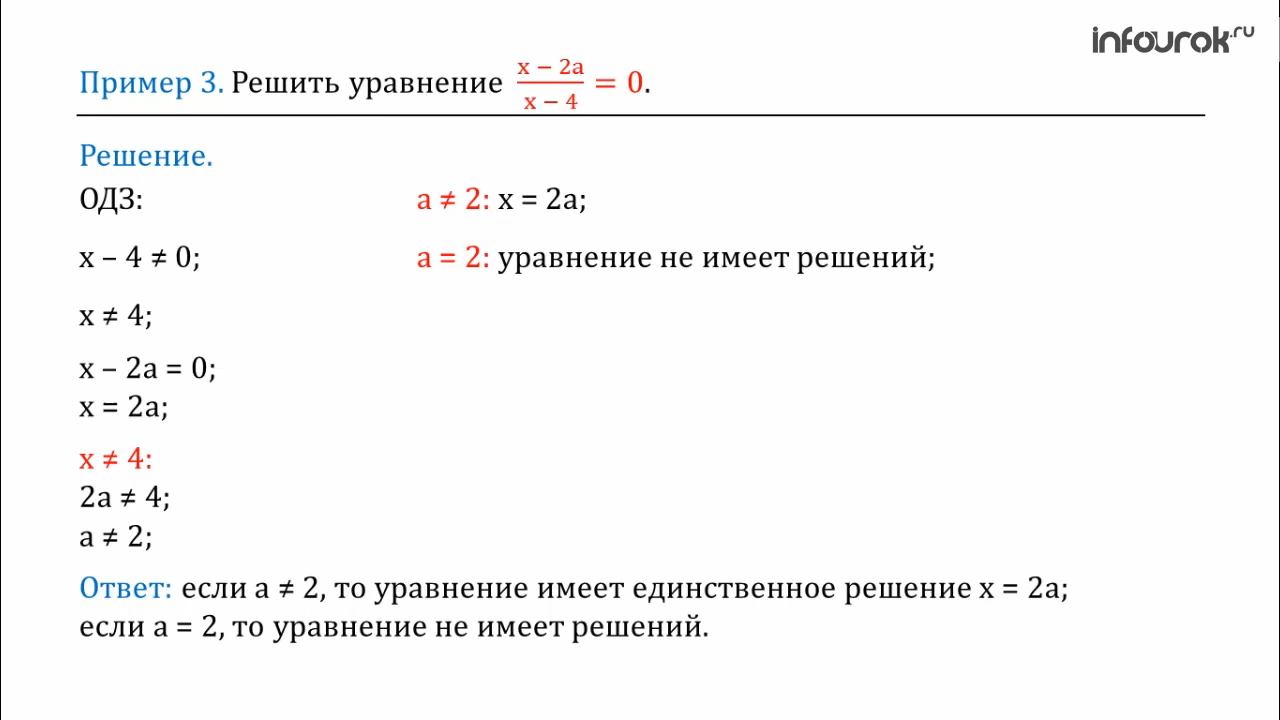 infourok.ru
Пример 3. Решить уравнение (x − 2a)/(x − 4) = 0.
Решение.
ОДЗ:
x – 4 ≠ 0;
x ≠ 4;
x – 2a = 0;
x = 2a;
x ≠ 4:
2a ≠ 4;
a ≠ 2;
a ≠ 2: x = 2a;
a = 2: уравнение не имеет решений;
Ответ: если a ≠ 2, то уравнение имеет единственное решение x = 2a;
если a = 2, то уравнение не имеет решений.